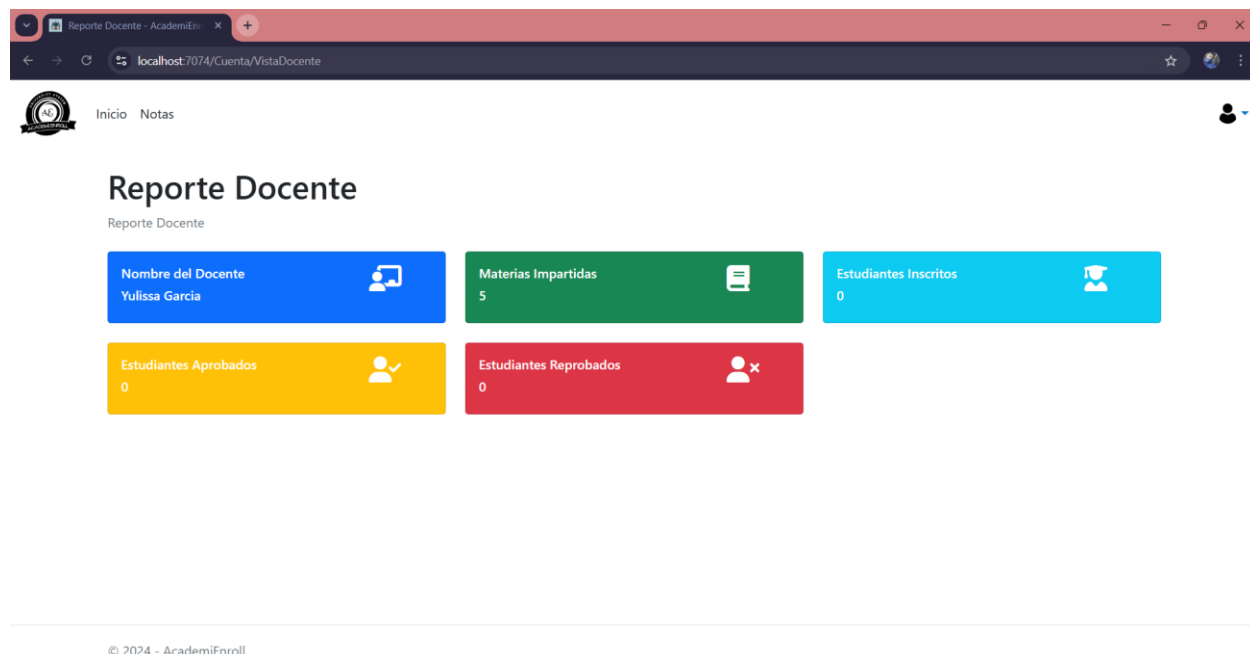 Reporte Docente - AcademiEnr
localhost:7074/Cuenta/VistaDocente
Inicio Notas
Reporte Docente
Reporte Docente
Nombre del Docente
Yulissa Garcia
Materias Impartidas
5
Estudiantes Inscritos
0
Estudiantes Aprobados
0
Estudiantes Reprobados
0
© 2024 - AcademiEnroll